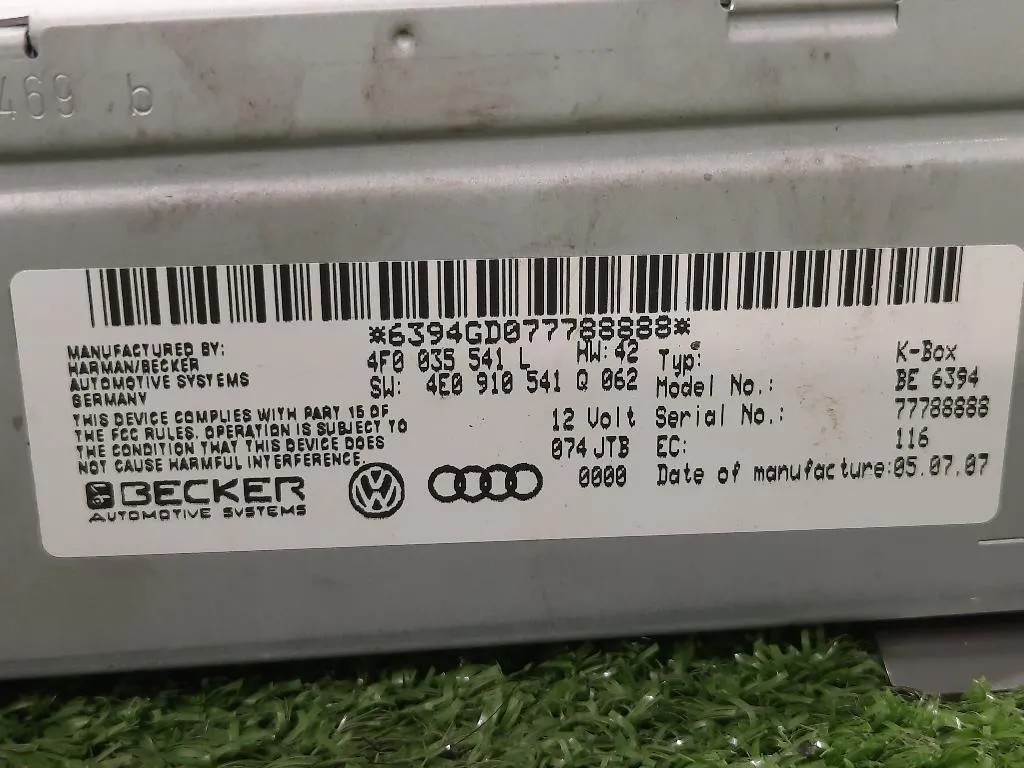 469 b
*6394GD077788888*
MANUFACTURED BY:
HARMAN/BECKER
AUTOMOTIVE SYSTEMS
GERMANY
THIS DEVICE COMPLIES WITH PART 15 OF
THE FCC RULES. OPERATION IS SUBJECT TO
THE CONDITION THAT THIS DEVICE DOES
NOT CAUSE HARMFUL INTERFERENCE.
BECKER
AUTOMOTIVE SYSTEMS
4F0 035 541 L HW: 42
SW: 4E0 910 541 Q 062
12 Volt
074 JTB
0000
Typ: K-Box
Model No.: BE 6394
Serial No.: 77788888
EC: 116
Date of manufacture:05.07.07